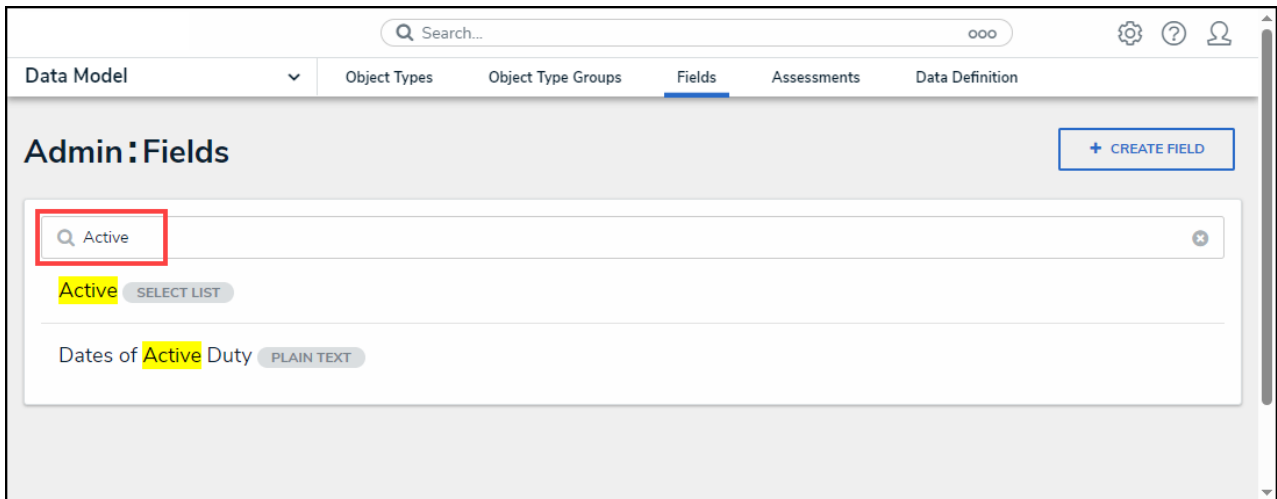 Search... ooo
Data Model Object Types Object Type Groups Fields Assessments Data Definition
Admin:Fields + CREATE FIELD
Active
Active SELECT LIST
Dates of Active Duty PLAIN TEXT